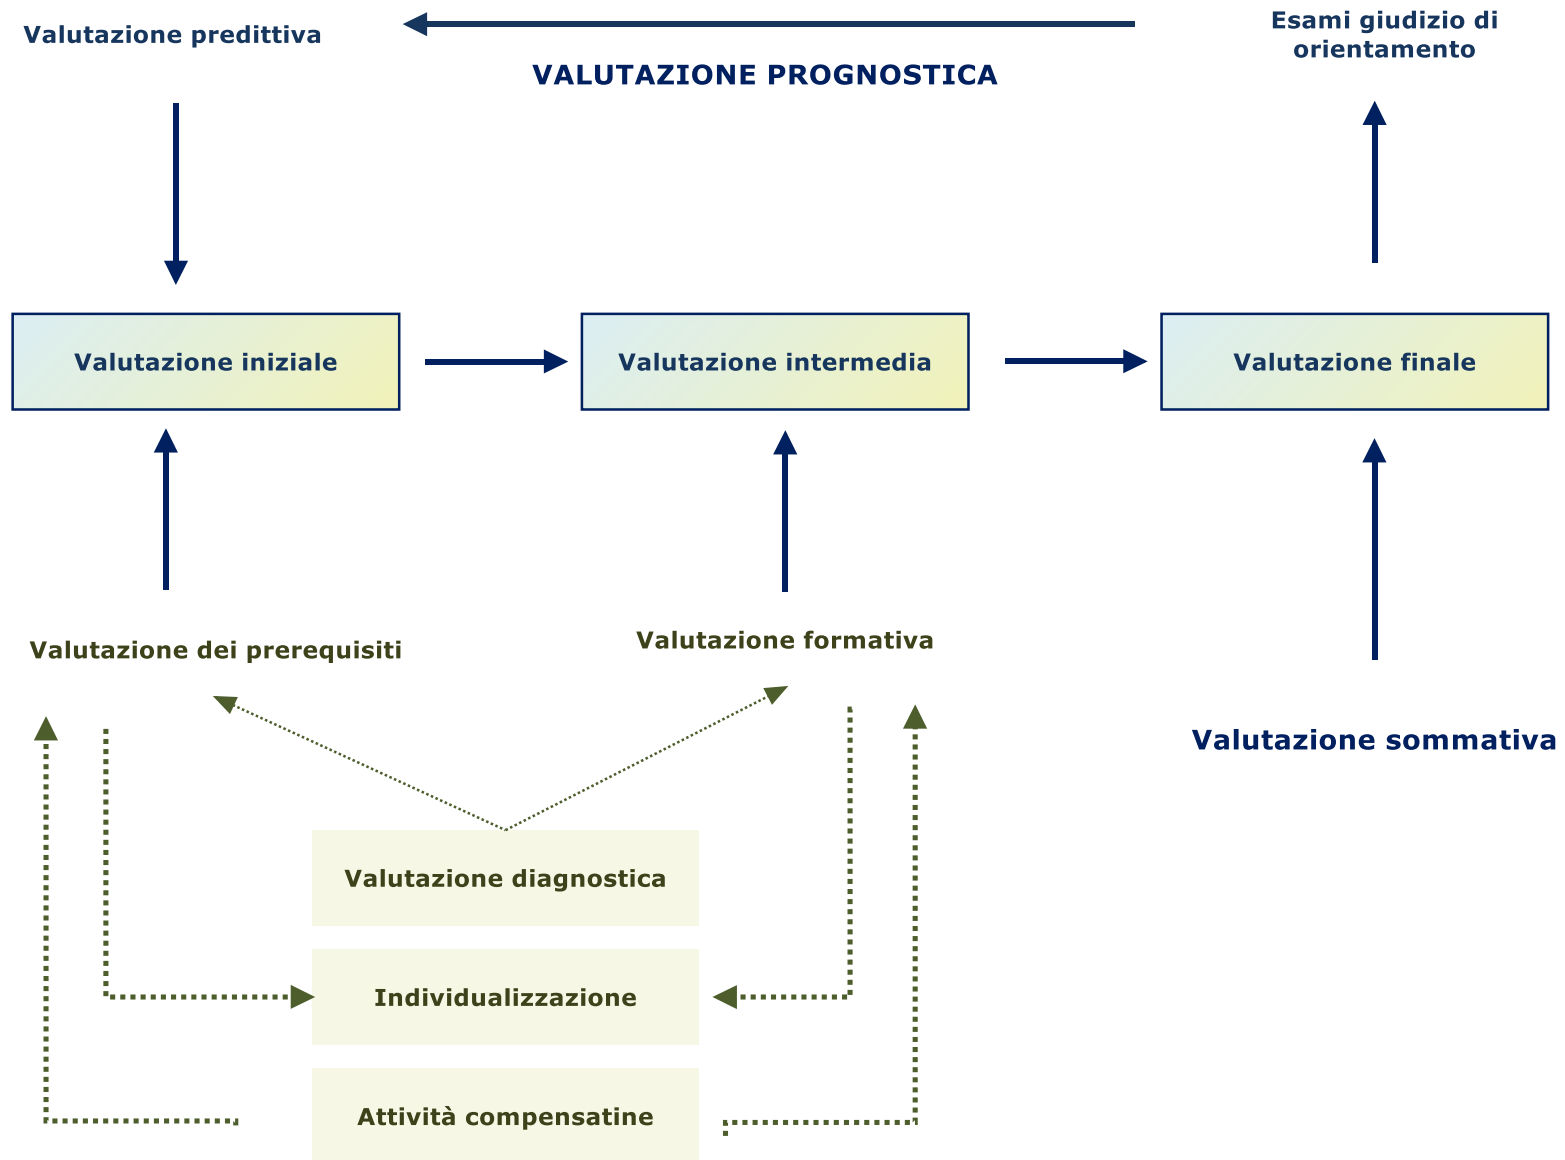 Valutazione predittiva
Esami giudizio di
orientamento
VALUTAZIONE PROGNOSTICA
Valutazione iniziale
Valutazione intermedia
Valutazione finale
Valutazione dei prerequisiti
Valutazione formativa
Valutazione sommativa
Valutazione diagnostica
Individualizzazione
Attività compensatine